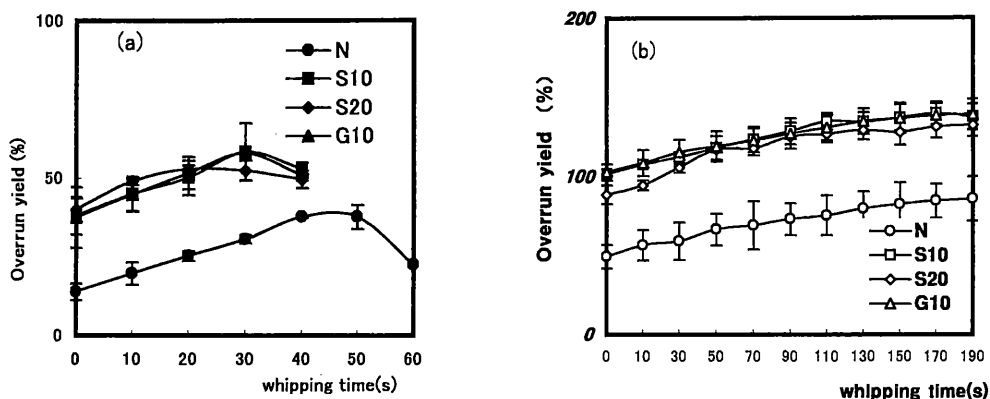 100
(a)
N
S10
S20
G10
50
0
Overrun yield (%)
0 10 20 30 40 50 60
whipping time(s)
200
(b)
100
0
Overrun yield (%)
N
S10
S20
G10
0 10 30 50 70 90 110 130 150 170 190
whipping time(s)